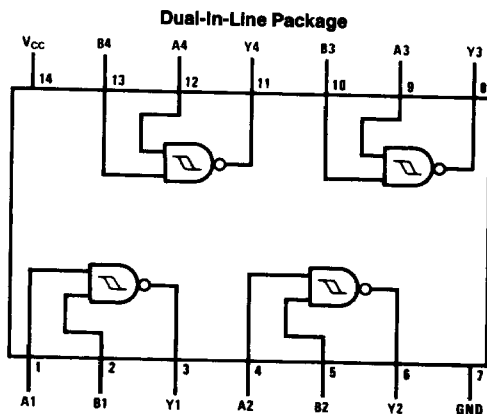 Dual-In-Line Package
VCC B4 A4 Y4 B3 A3 Y3
14 13 12 11 10 9 8
1 2 3 4 5 6 7
A1 B1 Y1 A2 B2 Y2 GND